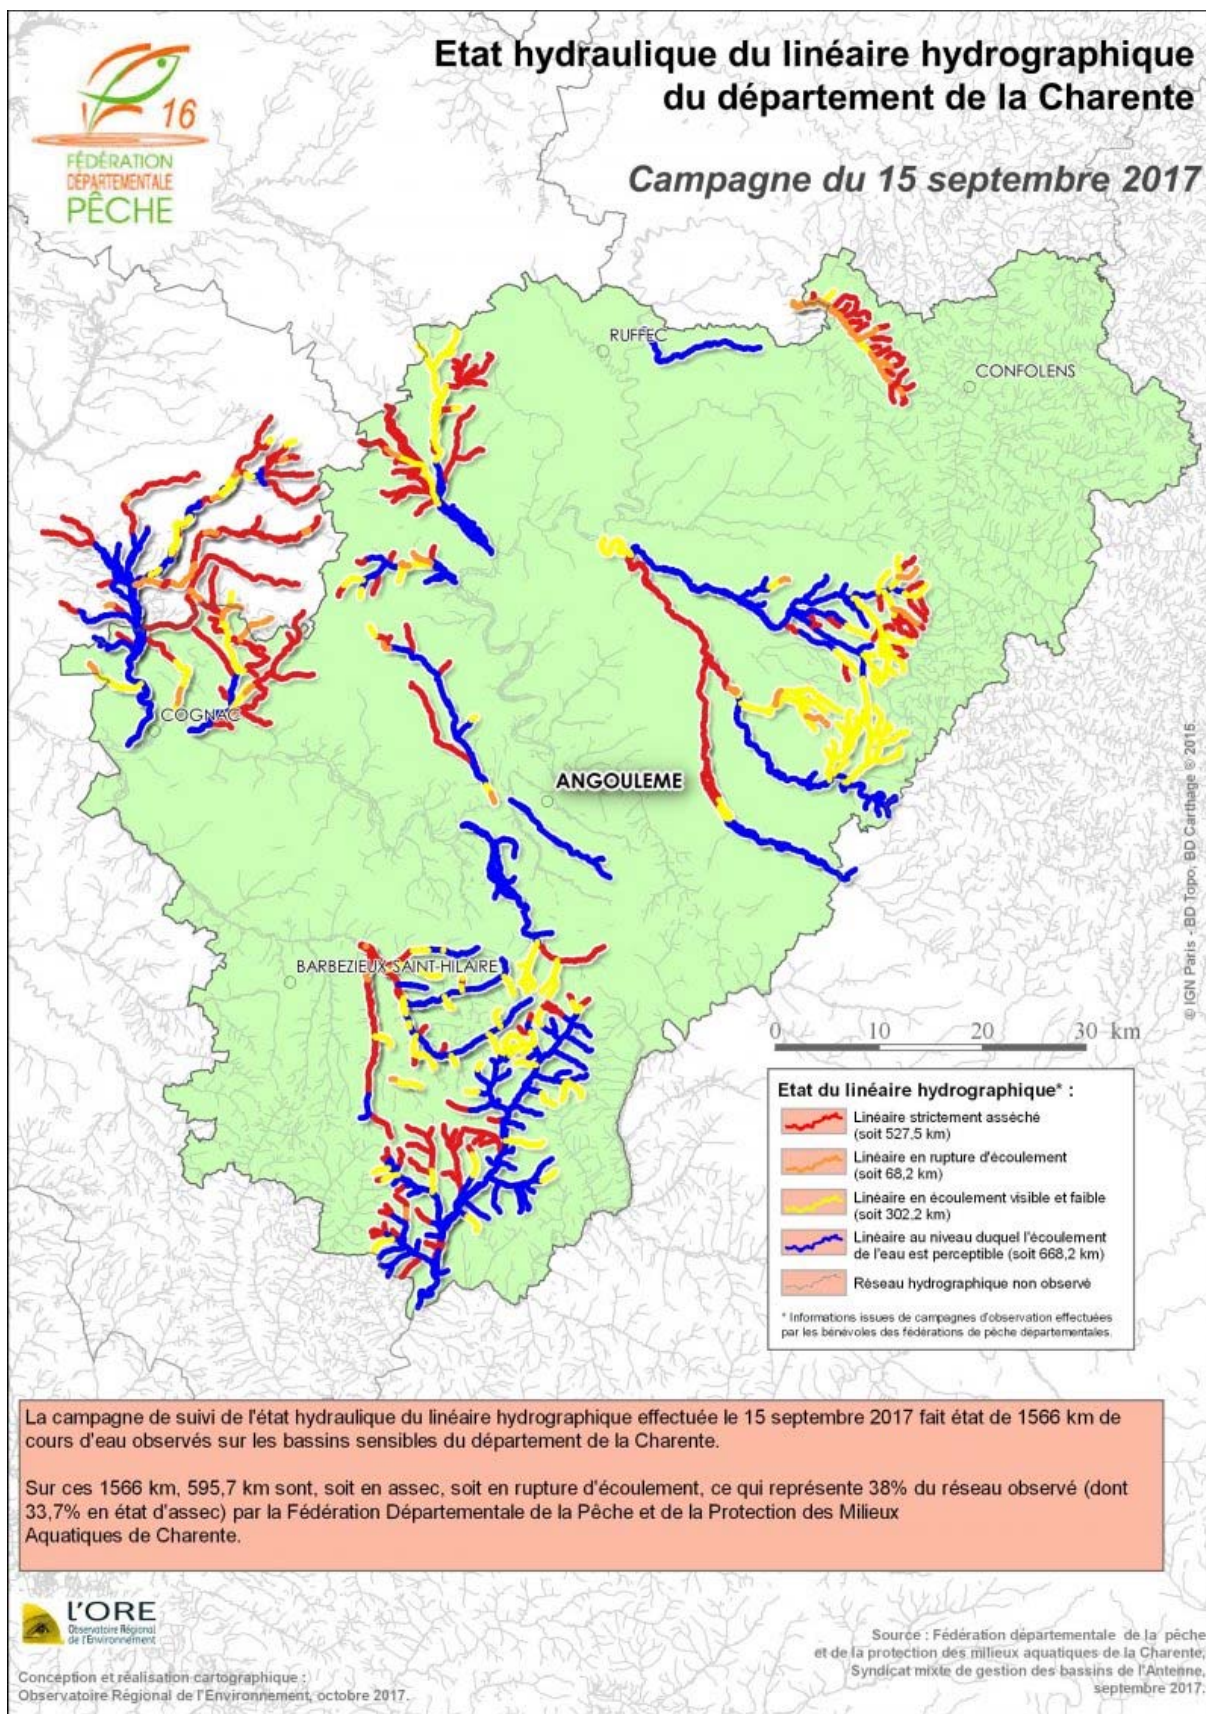 Etat hydraulique du linéaire hydrographique
du département de la Charente
Campagne du 15 septembre 2017
16
FÉDÉRATION
DÉPARTEMENTALE
PÊCHE
RUFFEC
CONFOLENS
COGNAC
ANGOULEME
BARBEZIEUX SAINT-HILAIRE
© IGN Paris - BD Topo, BD Carthage © 2015.
0 10 20 30 km
Etat du linéaire hydrographique* :
Linéaire strictement asséché
(soit 527,5 km)
Linéaire en rupture d'écoulement
(soit 68,2 km)
Linéaire en écoulement visible et faible
(soit 302,2 km)
Linéaire au niveau duquel l'écoulement
de l'eau est perceptible (soit 668,2 km)
Réseau hydrographique non observé
* Informations issues de campagnes d'observation effectuées
par les bénévoles des fédérations de pêche départementales.
La campagne de suivi de l'état hydraulique du linéaire hydrographique effectuée le 15 septembre 2017 fait état de 1566 km de
cours d'eau observés sur les bassins sensibles du département de la Charente.
Sur ces 1566 km, 595,7 km sont, soit en assec, soit en rupture d'écoulement, ce qui représente 38% du réseau observé (dont
33,7% en état d'assec) par la Fédération Départementale de la Pêche et de la Protection des Milieux
Aquatiques de Charente.
L'ORE
Observatoire Régional
de l'Environnement
Conception et réalisation cartographique :
Observatoire Régional de l'Environnement, octobre 2017.
Source : Fédération départementale de la pêche
et de la protection des milieux aquatiques de la Charente,
Syndicat mixte de gestion des bassins de l'Antenne,
septembre 2017.